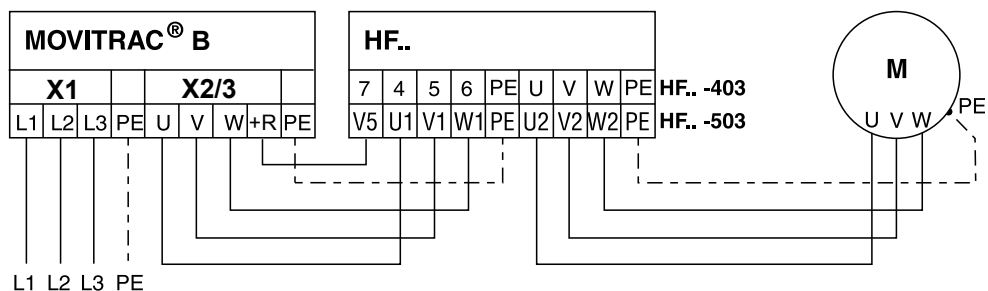 MOVITRAC® B
HF..
X1 X2/3
7 4 5 6 PE U V W PE HF.. -403
M
L1 L2 L3 PE U V W +R PE
V5 U1 V1 W1 PE U2 V2 W2 PE HF.. -503
U V W PE
L1 L2 L3 PE